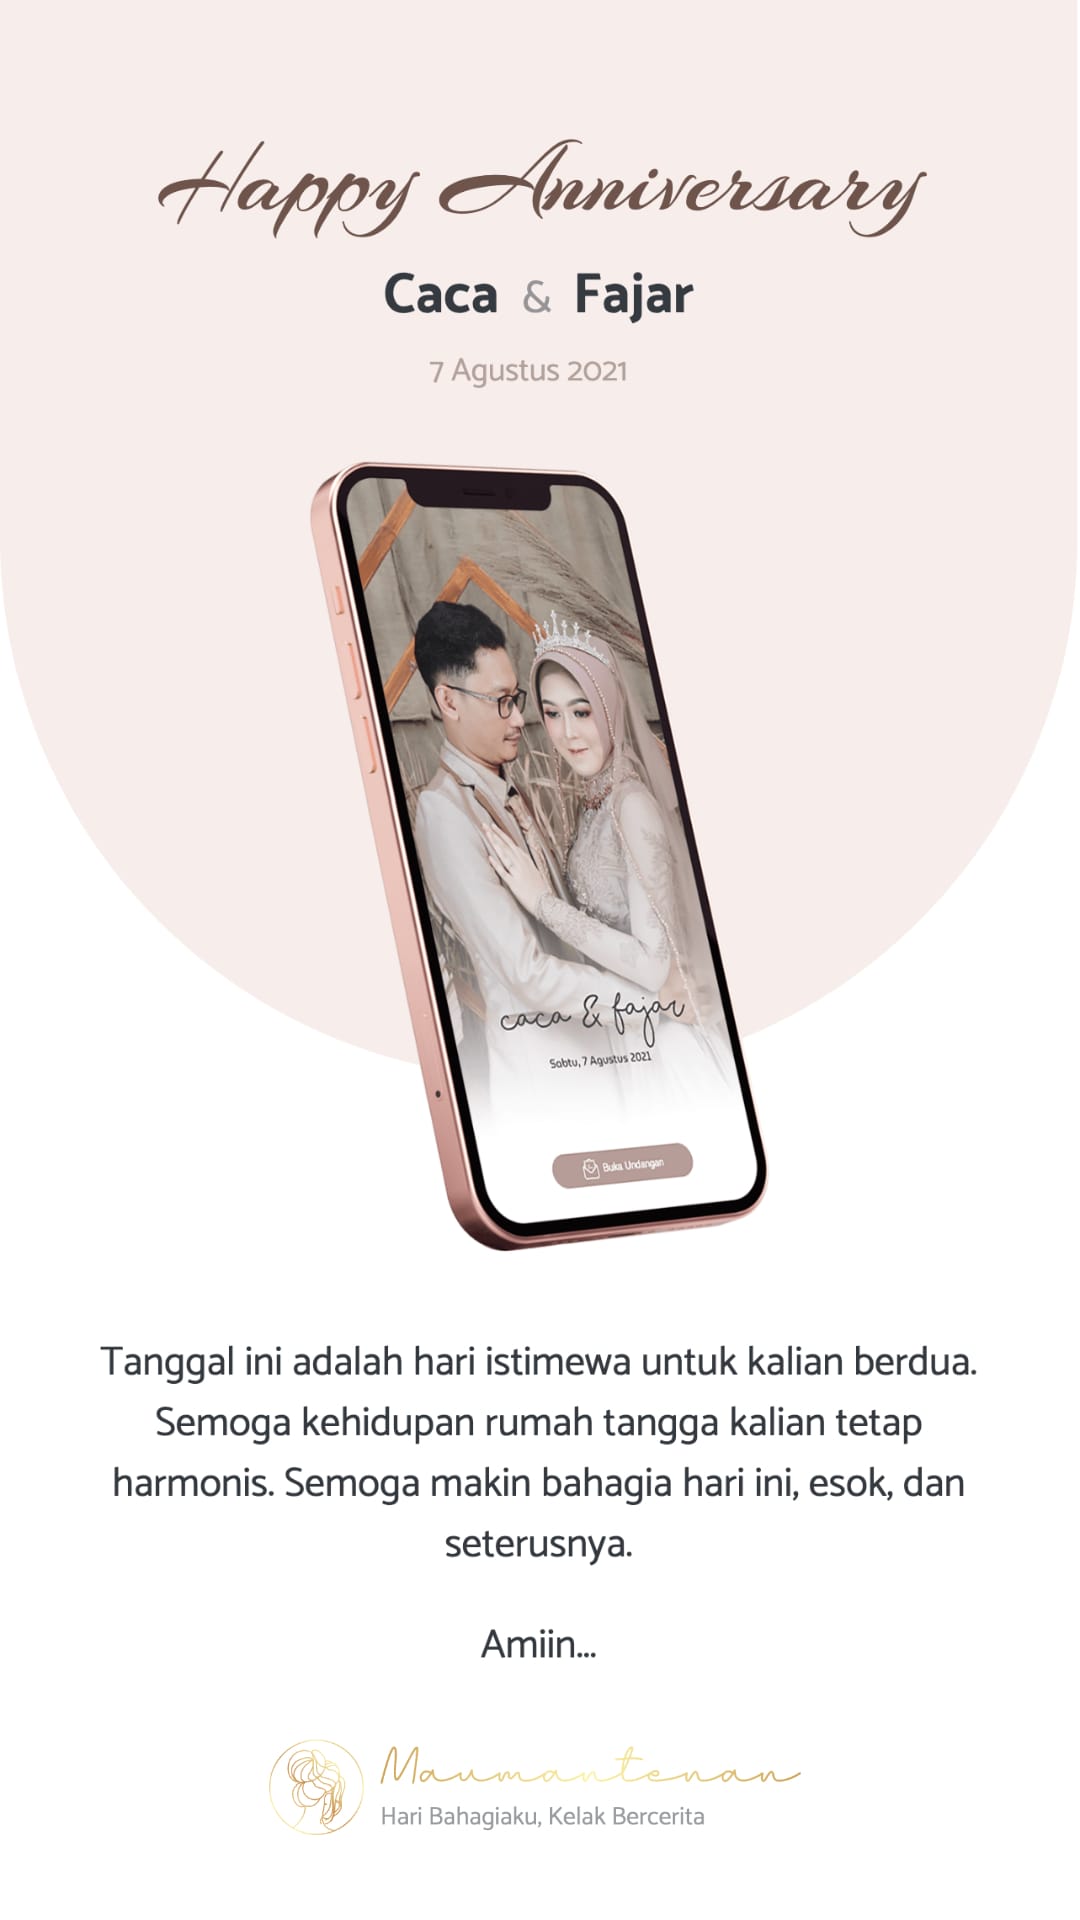 Happy Anniversary
Caca & Fajar
7 Agustus 2021
caca & fajar
Sabtu, 7 Agustus 2021
Buka Undangan
Tanggal ini adalah hari istimewa untuk kalian berdua.
Semoga kehidupan rumah tangga kalian tetap
harmonis. Semoga makin bahagia hari ini, esok, dan
seterusnya.
Amiin...
Maumantenan
Hari Bahagiaku, Kelak Bercerita